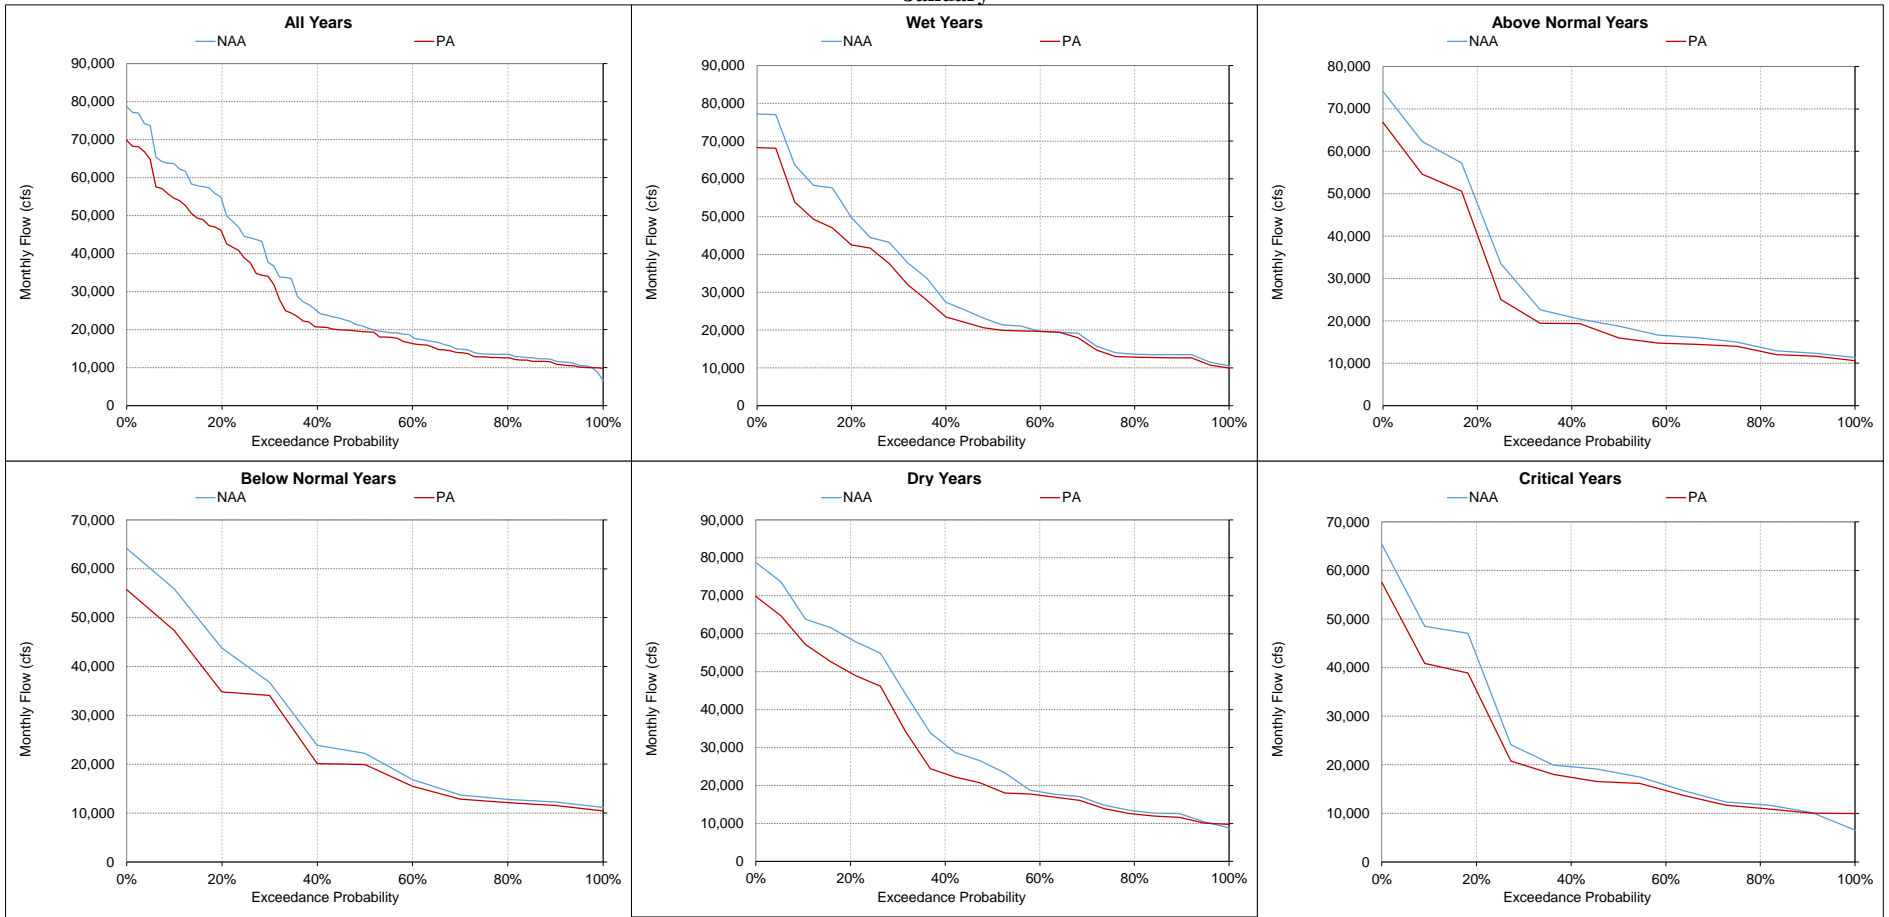 All Years
NAA PA
90,000
80,000
70,000
60,000
50,000
40,000
30,000
20,000
10,000
0
0% 20% 40% 60% 80% 100%
Monthly Flow (cfs)
Exceedance Probability
Wet Years
NAA PA
90,000
80,000
70,000
60,000
50,000
40,000
30,000
20,000
10,000
0
0% 20% 40% 60% 80% 100%
Monthly Flow (cfs)
Exceedance Probability
Above Normal Years
NAA PA
80,000
70,000
60,000
50,000
40,000
30,000
20,000
10,000
0
0% 20% 40% 60% 80% 100%
Monthly Flow (cfs)
Exceedance Probability
Below Normal Years
NAA PA
70,000
60,000
50,000
40,000
30,000
20,000
10,000
0
0% 20% 40% 60% 80% 100%
Monthly Flow (cfs)
Exceedance Probability
Dry Years
NAA PA
90,000
80,000
70,000
60,000
50,000
40,000
30,000
20,000
10,000
0
0% 20% 40% 60% 80% 100%
Monthly Flow (cfs)
Exceedance Probability
Critical Years
NAA PA
70,000
60,000
50,000
40,000
30,000
20,000
10,000
0
0% 20% 40% 60% 80% 100%
Monthly Flow (cfs)
Exceedance Probability